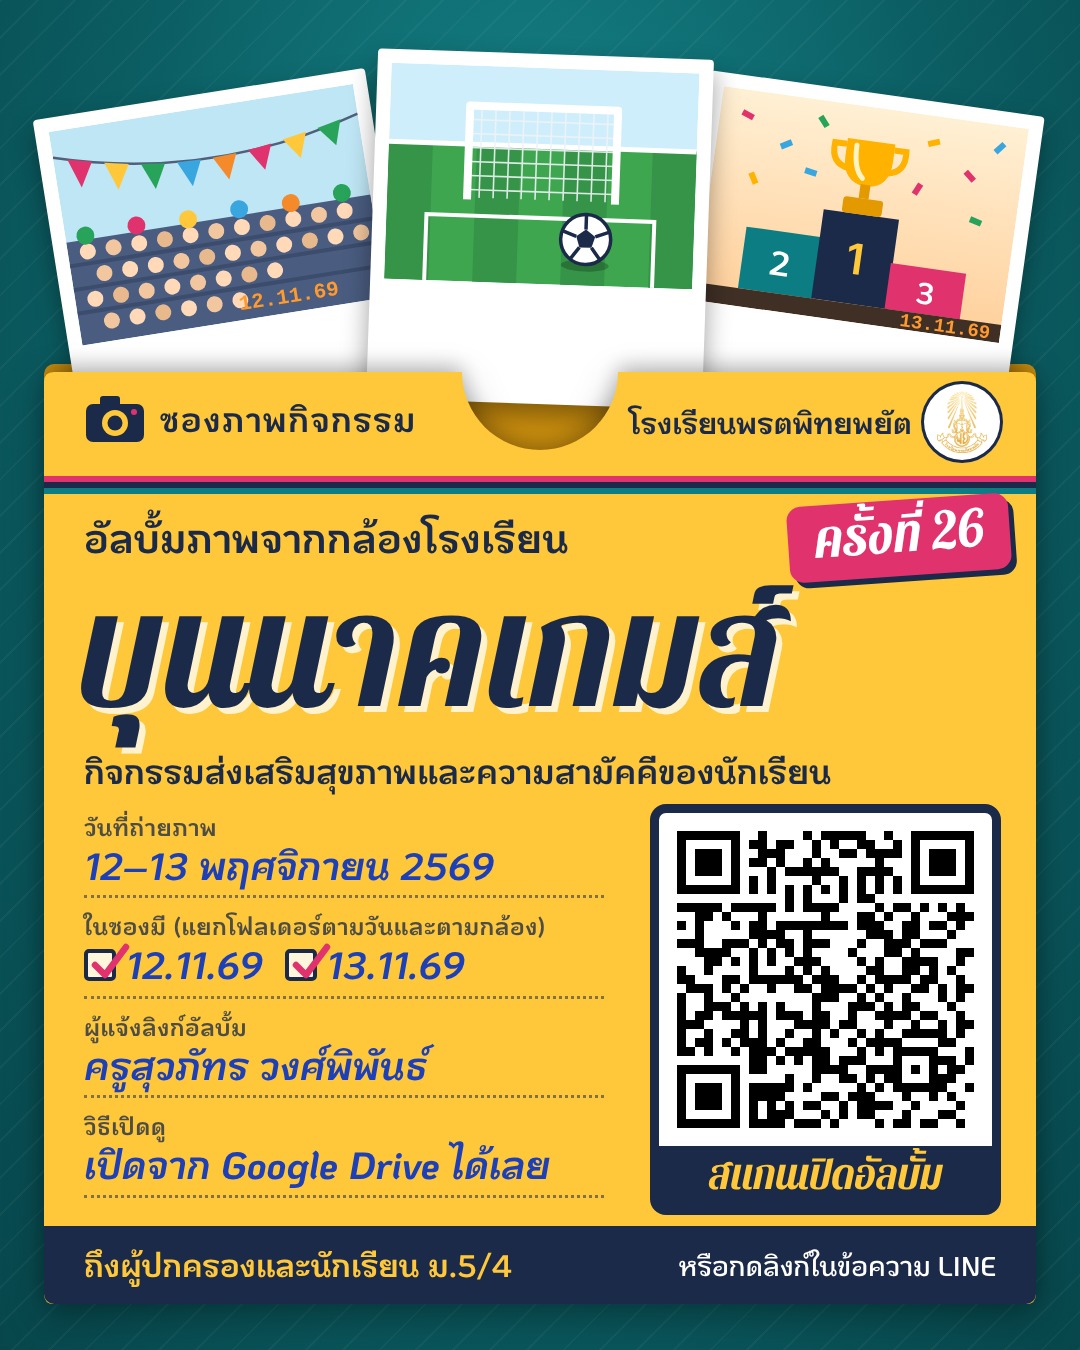 12.11.69
2
1
3
13.11.69
ซองภาพกิจกรรม
โรงเรียนพรตพิทยพยัต
อัลบั้มภาพจากกล้องโรงเรียน
ครั้งที่ 26
บุนนาคเกมส์
กิจกรรมส่งเสริมสุขภาพและความสามัคคีของนักเรียน
วันที่ถ่ายภาพ
12–13 พฤศจิกายน 2569
ในซองมี (แยกโฟลเดอร์ตามวันและตามกล้อง)
12.11.69 13.11.69
ผู้แจ้งลิงก์อัลบั้ม
ครูสุวภัทร วงศ์พิพันธ์
วิธีเปิดดู
เปิดจาก Google Drive ได้เลย
สแกนเปิดอัลบั้ม
ถึงผู้ปกครองและนักเรียน ม.5/4
หรือกดลิงก์ในข้อความ LINE